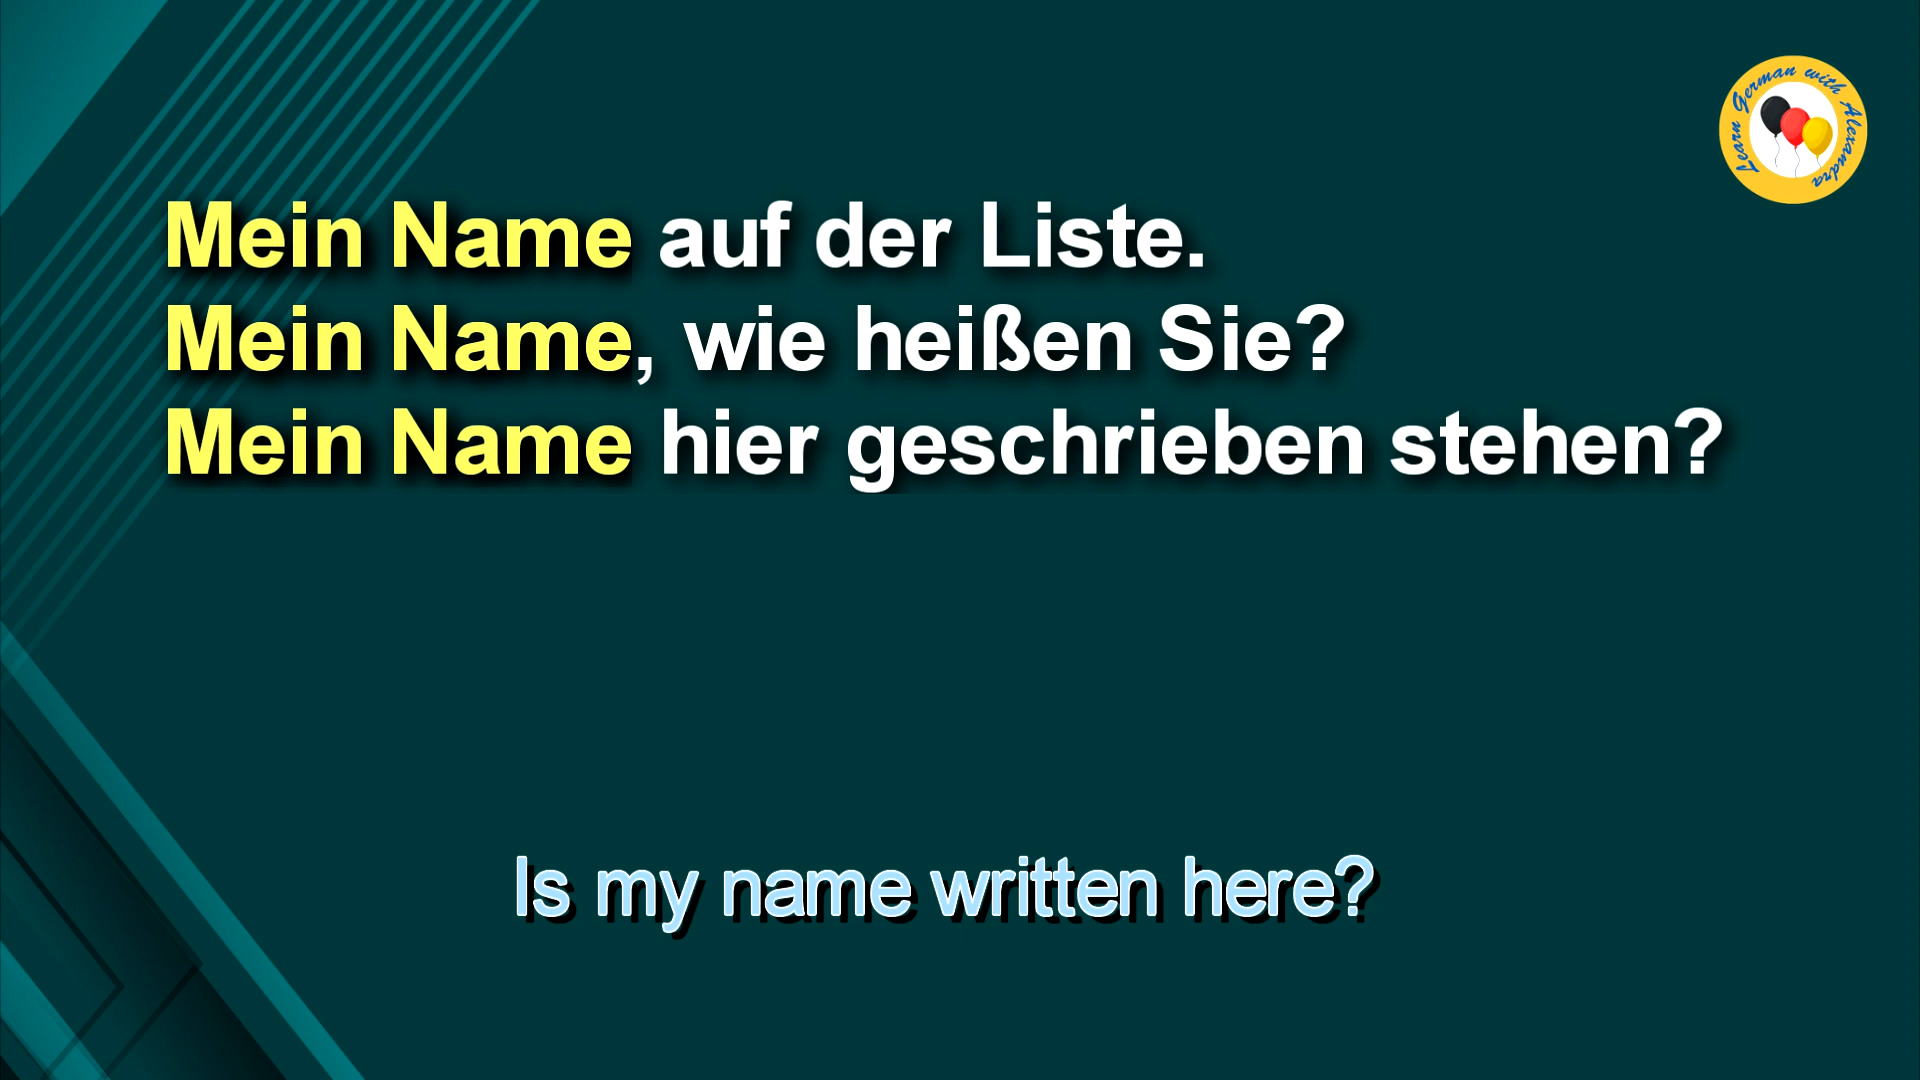 Learn German with Alexandra
Mein Name auf der Liste.
Mein Name, wie heißen Sie?
Mein Name hier geschrieben stehen?
Is my name written here?